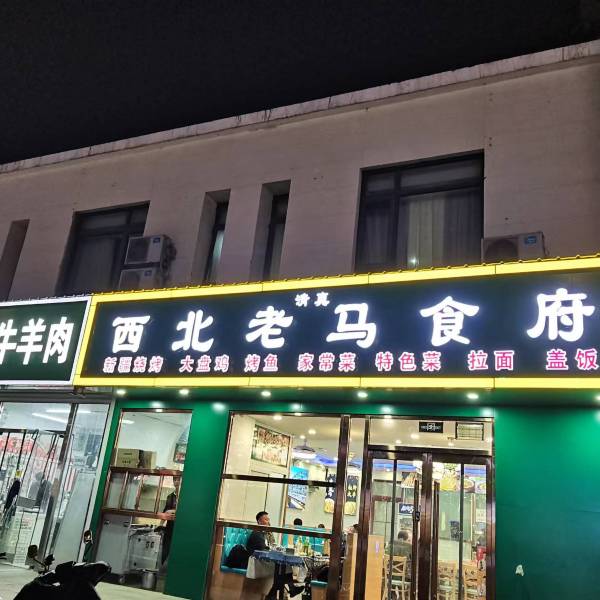 牛羊肉
清真
西北老马食府
新疆烧烤 大盘鸡 烤鱼 家常菜 特色菜 拉面 盖饭